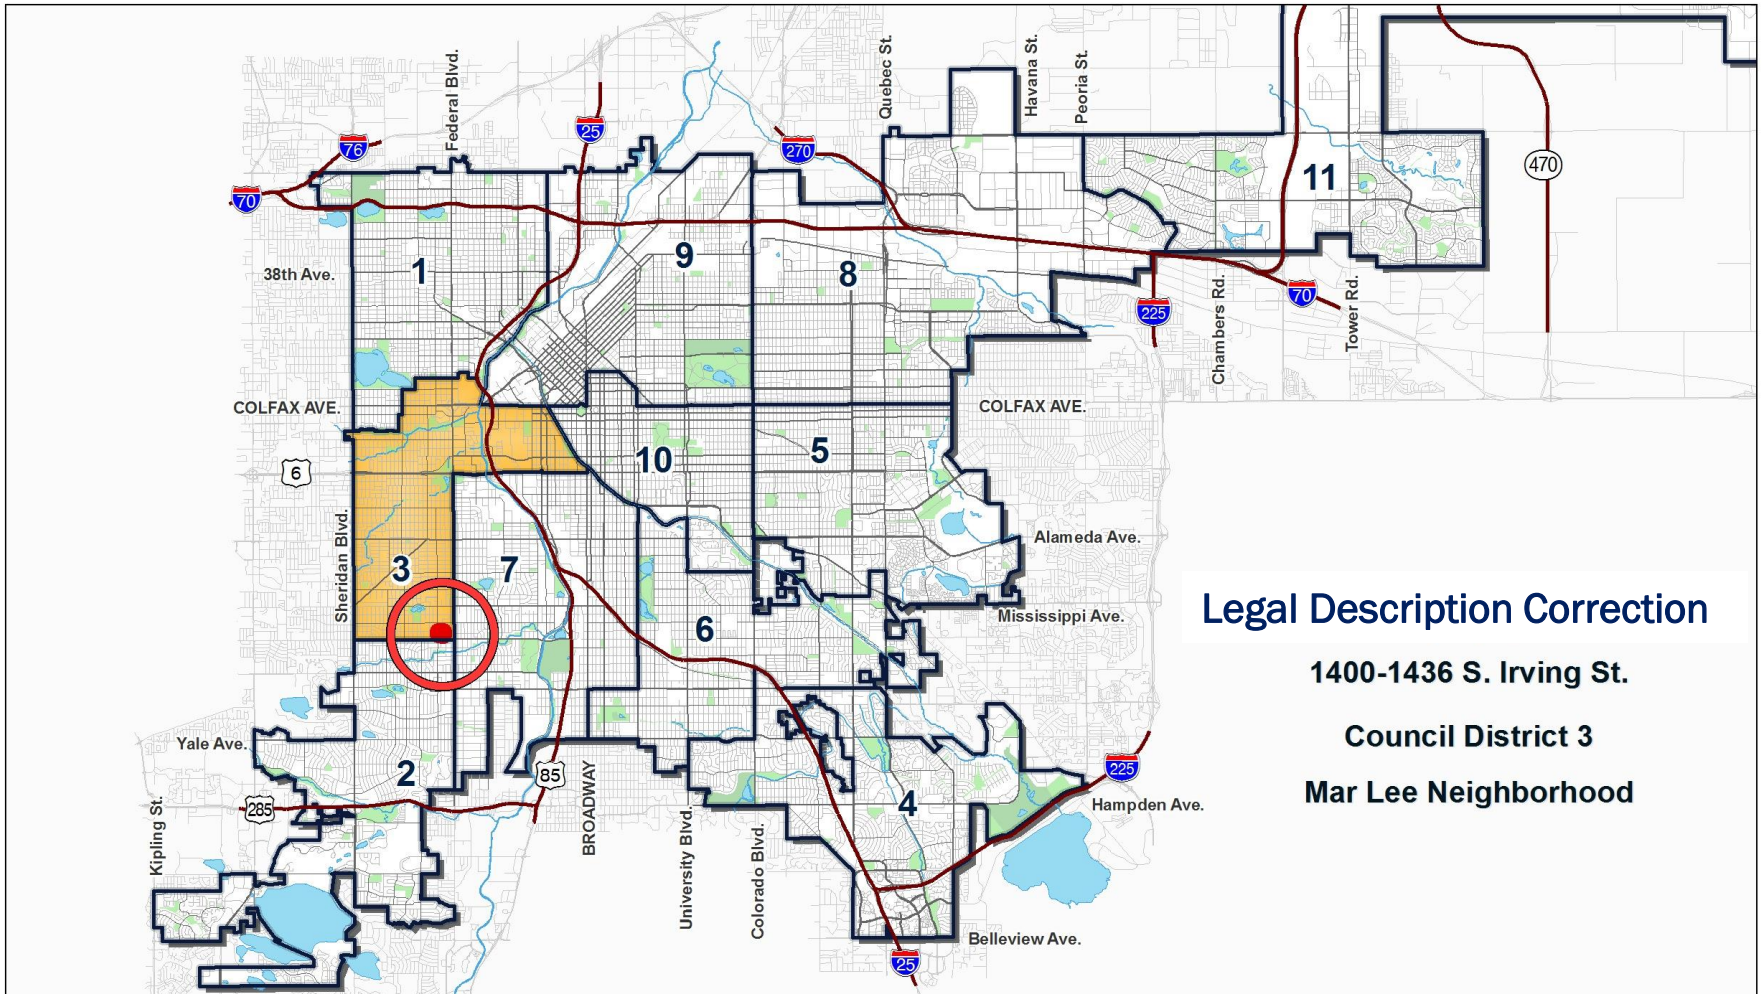 Federal Blvd.
Quebec St.
Havana St.
Peoria St.
25
76
270
470
70
11
9
38th Ave.
1
8
70
225
Chambers Rd.
Tower Rd.
COLFAX AVE.
COLFAX AVE.
10
5
6
Sheridan Blvd.
Alameda Ave.
3
7
Legal Description Correction
Mississippi Ave.
6
1400-1436 S. Irving St.
Council District 3
Yale Ave.
2
85
225
Mar Lee Neighborhood
285
BROADWAY
4
Hampden Ave.
Kipling St.
University Blvd.
Colorado Blvd.
Belleview Ave.
25